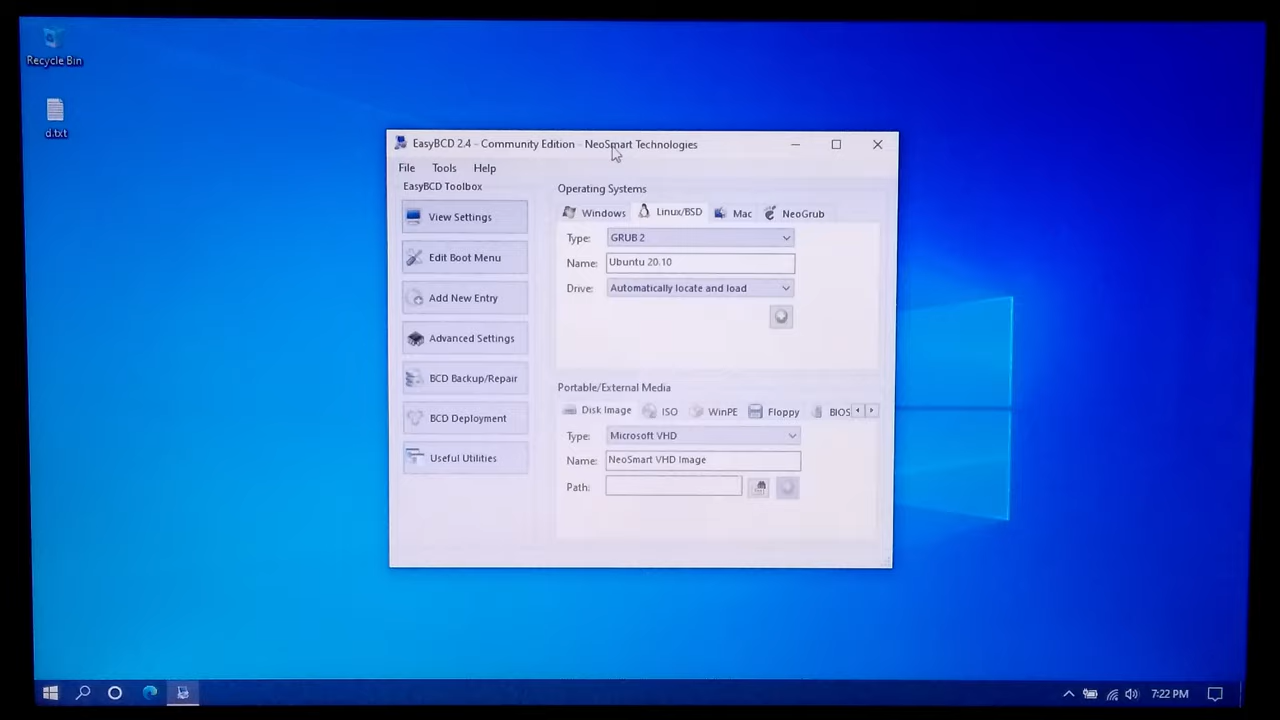 Recycle Bin
d.txt
EasyBCD 2.4 - Community Edition - NeoSmart Technologies
File Tools Help
EasyBCD Toolbox
View Settings
Edit Boot Menu
Add New Entry
Advanced Settings
BCD Backup/Repair
BCD Deployment
Useful Utilities
Operating Systems
Windows Linux/BSD Mac NeoGrub
Type: GRUB 2
Name: Ubuntu 20.10
Drive: Automatically locate and load
Portable/External Media
Disk Image ISO WinPE Floppy BIOS
Type: Microsoft VHD
Name: NeoSmart VHD Image
Path:
7:22 PM